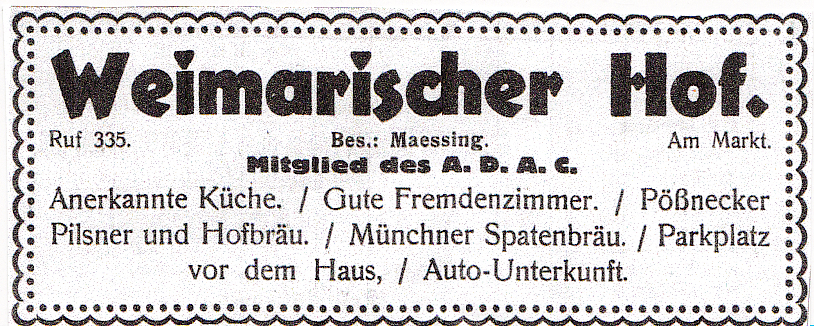 Weimarischer Hof.
Ruf 335. Bes.: Maessing. Am Markt.
Mitglied des A. D. A. C.
Anerkannte Küche. / Gute Fremdenzimmer. / Pößnecker
Pilsner und Hofbräu. / Münchner Spatenbräu. / Parkplatz
vor dem Haus, / Auto-Unterkunft.